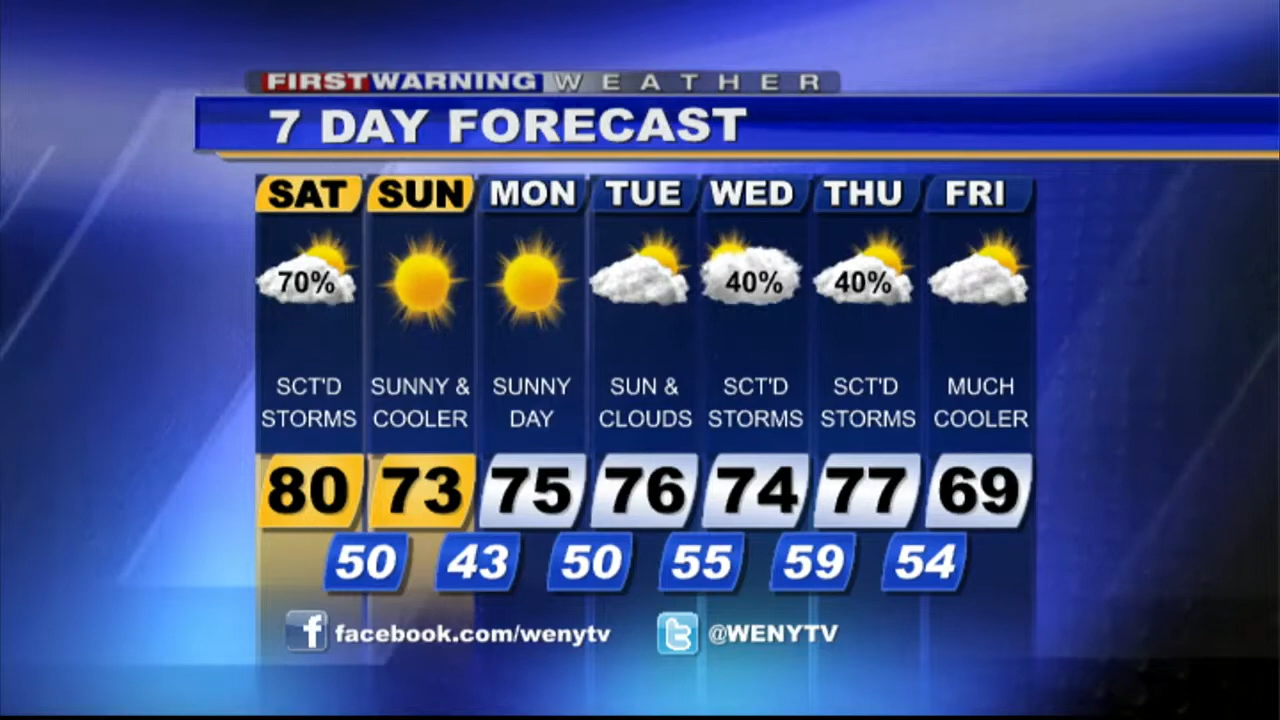 FIRST WARNING WEATHER
7 DAY FORECAST
SAT SUN MON TUE WED THU FRI
70% 40% 40%
SCT'D SUNNY & SUNNY SUN & SCT'D SCT'D MUCH
STORMS COOLER DAY CLOUDS STORMS STORMS COOLER
80 73 75 76 74 77 69
50 43 50 55 59 54
facebook.com/wenytv @WENYTV